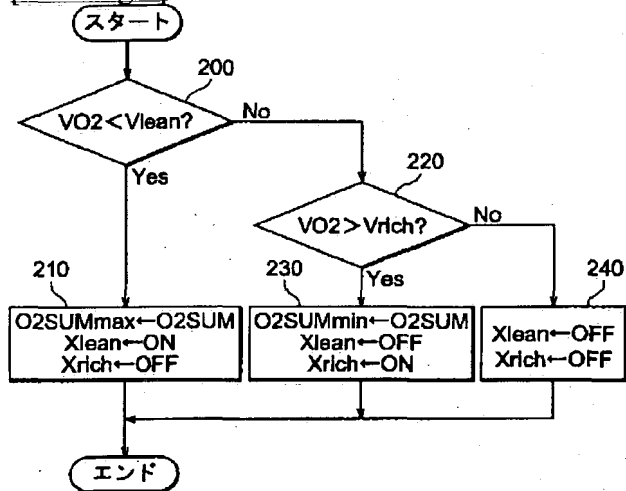 スタート
200
VO2<Vlean?
No
Yes
220
VO2>Vrich?
No
Yes
210
O2SUMmax←O2SUM
Xlean←ON
Xrich←OFF
230
O2SUMmin←O2SUM
Xlean←OFF
Xrich←ON
240
Xlean←OFF
Xrich←OFF
エンド